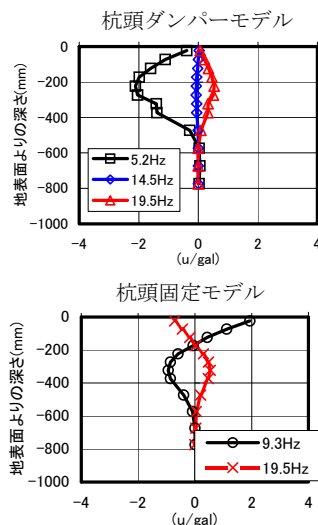 杭頭ダンパーモデル
0
-200
-400
-600
-800
-1000
地表面よりの深さ(mm)
5.2Hz
14.5Hz
19.5Hz
-4 -2 0 2 4
(u/gal)
杭頭固定モデル
0
-200
-400
-600
-800
-1000
地表面よりの深さ(mm)
9.3Hz
19.5Hz
-4 -2 0 2 4
(u/gal)